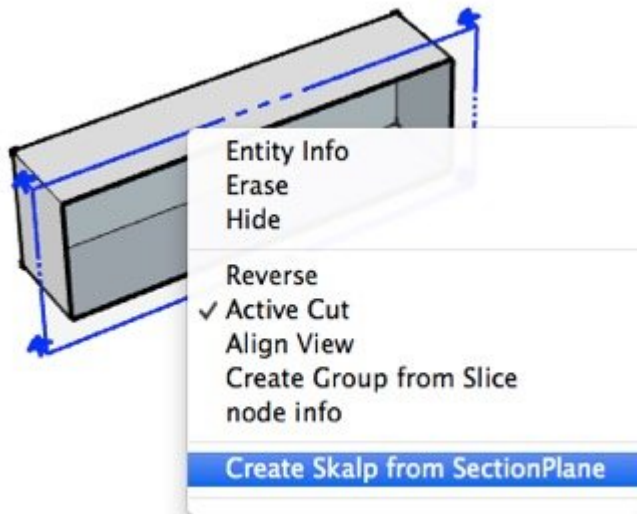 Entity Info
Erase
Hide
Reverse
✓ Active Cut
Align View
Create Group from Slice
node info
Create Skalp from SectionPlane